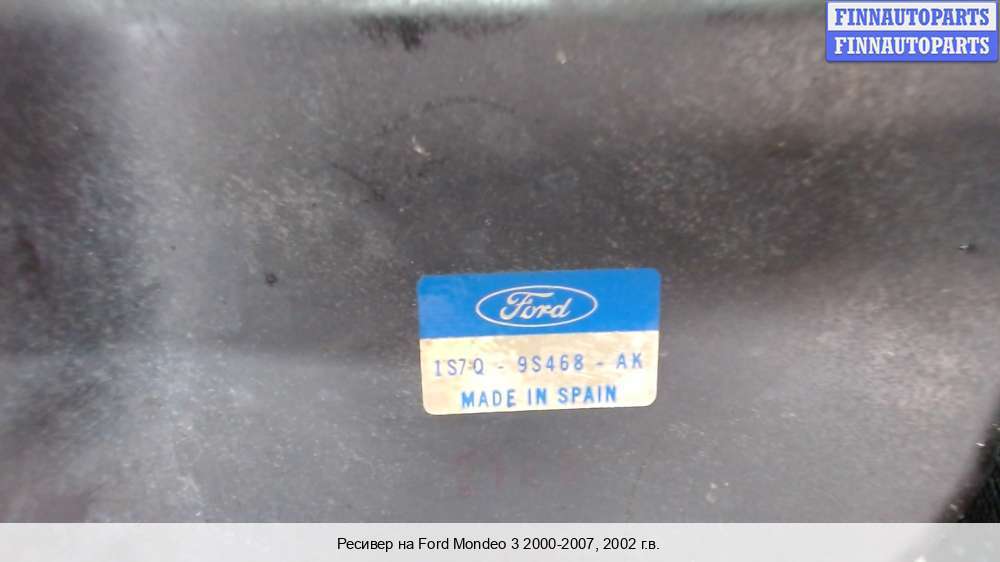 FINNAUTOPARTS
FINNAUTOPARTS
Ford
1S7Q - 9S468 - AK
MADE IN SPAIN
Ресивер на Ford Mondeo 3 2000-2007, 2002 г.в.